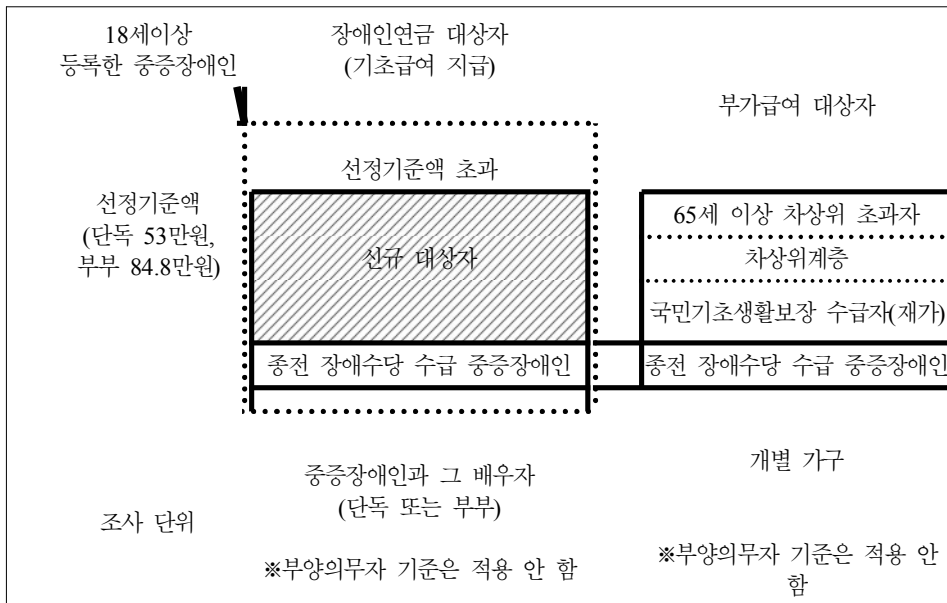 18세이상
등록한 중증장애인
장애인연금 대상자
(기초급여 지급)
부가급여 대상자
선정기준액 초과
선정기준액
(단독 53만원,
부부 84.8만원)
신규 대상자
65세 이상 차상위 초과자
차상위계층
국민기초생활보장 수급자(재가)
종전 장애수당 수급 중증장애인
종전 장애수당 수급 중증장애인
조사 단위
중증장애인과 그 배우자
(단독 또는 부부)
※부양의무자 기준은 적용 안 함
개별 가구
※부양의무자 기준은 적용 안
함